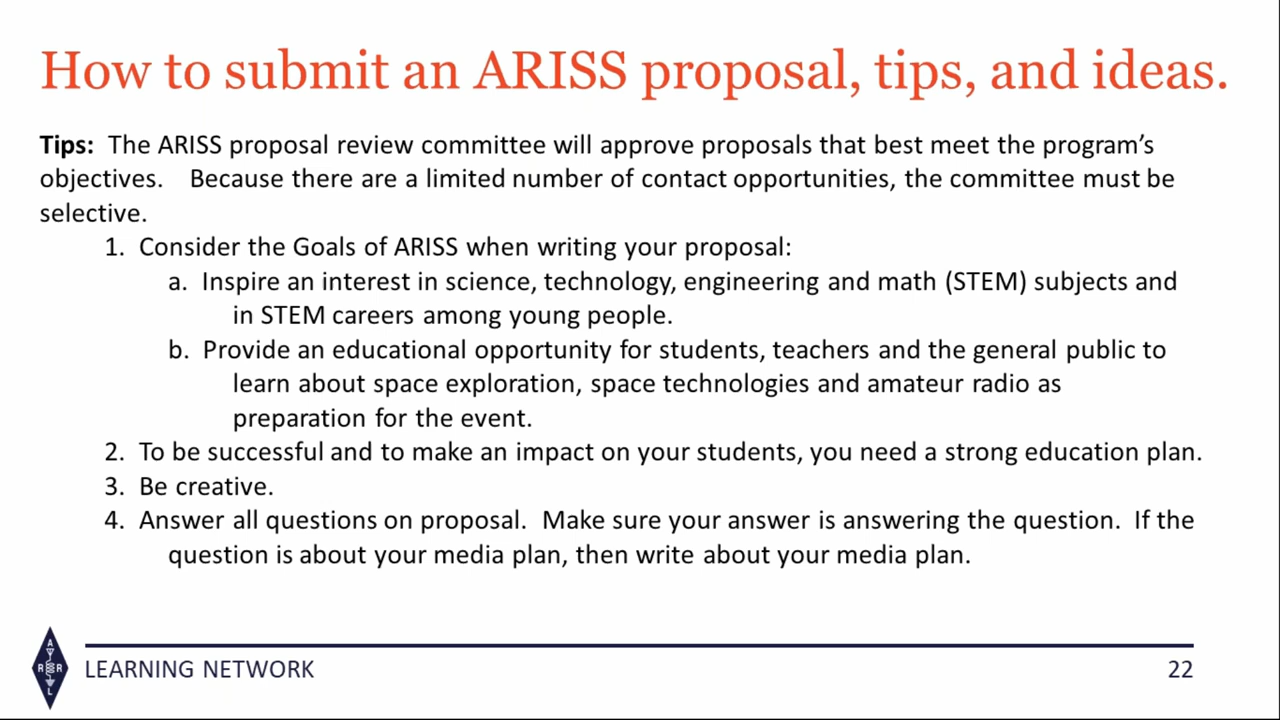 How to submit an ARISS proposal, tips, and ideas.
Tips:  The ARISS proposal review committee will approve proposals that best meet the program’s
objectives.    Because there are a limited number of contact opportunities, the committee must be
selective.
1.  Consider the Goals of ARISS when writing your proposal:
a.  Inspire an interest in science, technology, engineering and math (STEM) subjects and
in STEM careers among young people.
b.  Provide an educational opportunity for students, teachers and the general public to
learn about space exploration, space technologies and amateur radio as
preparation for the event.
2.  To be successful and to make an impact on your students, you need a strong education plan.
3.  Be creative.
4.  Answer all questions on proposal.  Make sure your answer is answering the question.  If the
question is about your media plan, then write about your media plan.
A
R R
L
LEARNING NETWORK
22